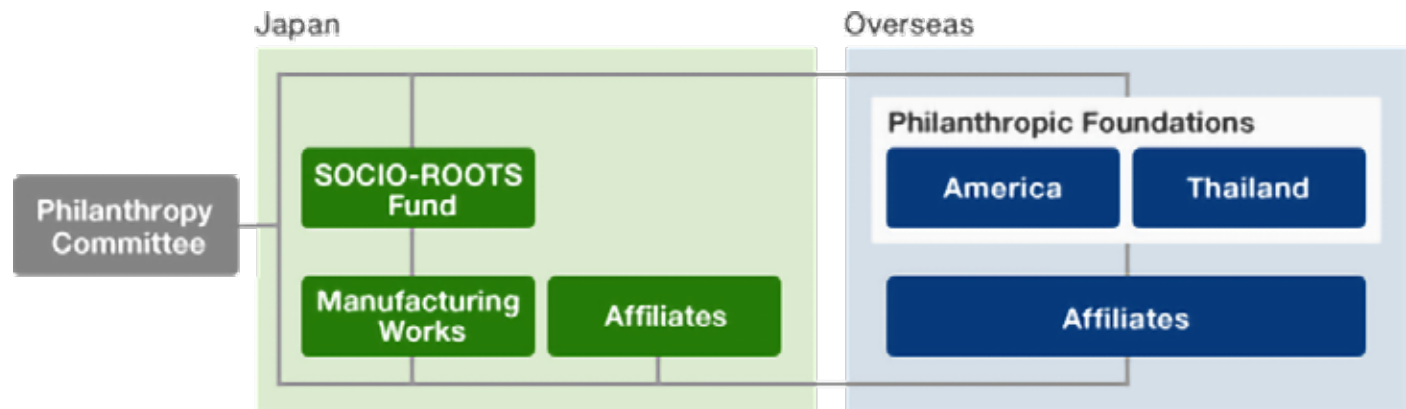 Japan
Overseas
Philanthropic Foundations
SOCIO-ROOTS
Fund
America
Thailand
Philanthropy
Committee
Manufacturing
Works
Affiliates
Affiliates